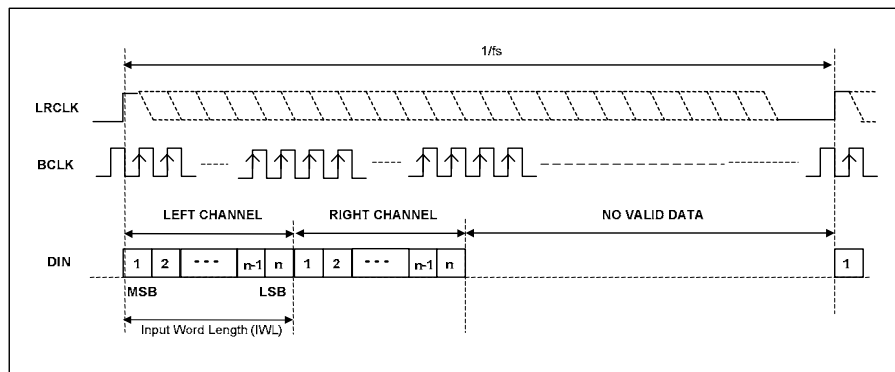 1/fs
LRCLK
BCLK
LEFT CHANNEL RIGHT CHANNEL NO VALID DATA
DIN 1 2 n-1 n 1 2 n-1 n 1
MSB LSB
Input Word Length (IWL)